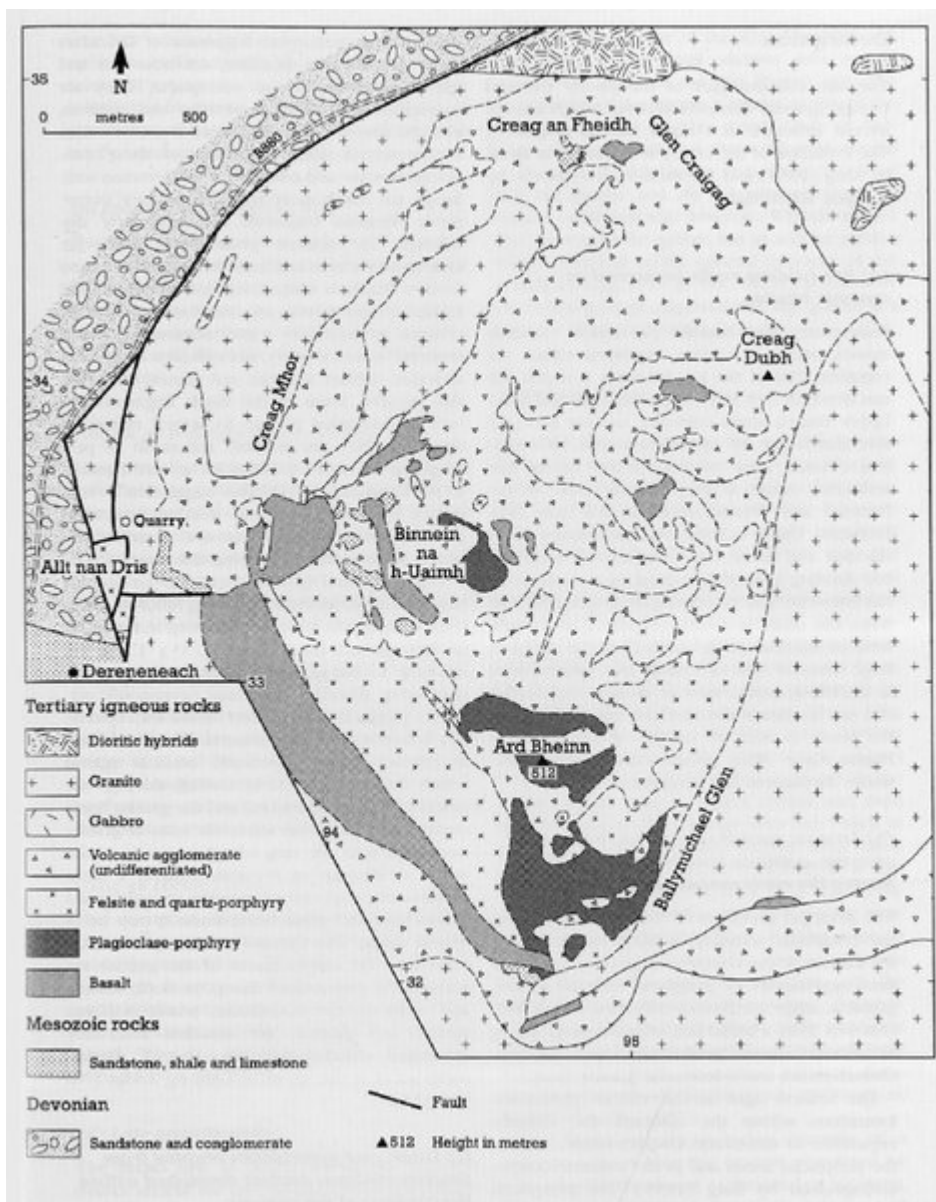 38
N
0 metres 500
B880
Creag an Fheidh
Glen Craigag
Creag Mhor
Creag
Dubh
34
Quarry
Binnein
na
h-Uaimh
Allt nan Dris
Dereneneach
33
Ard Bheinn
512
Ballymichael Glen
94
32
98
Tertiary igneous rocks
Dioritic hybrids
Granite
Gabbro
Volcanic agglomerate
(undifferentiated)
Felsite and quartz-porphyry
Plagioclase-porphyry
Basalt
Mesozoic rocks
Sandstone, shale and limestone
Devonian
Sandstone and conglomerate
Fault
512 Height in metres